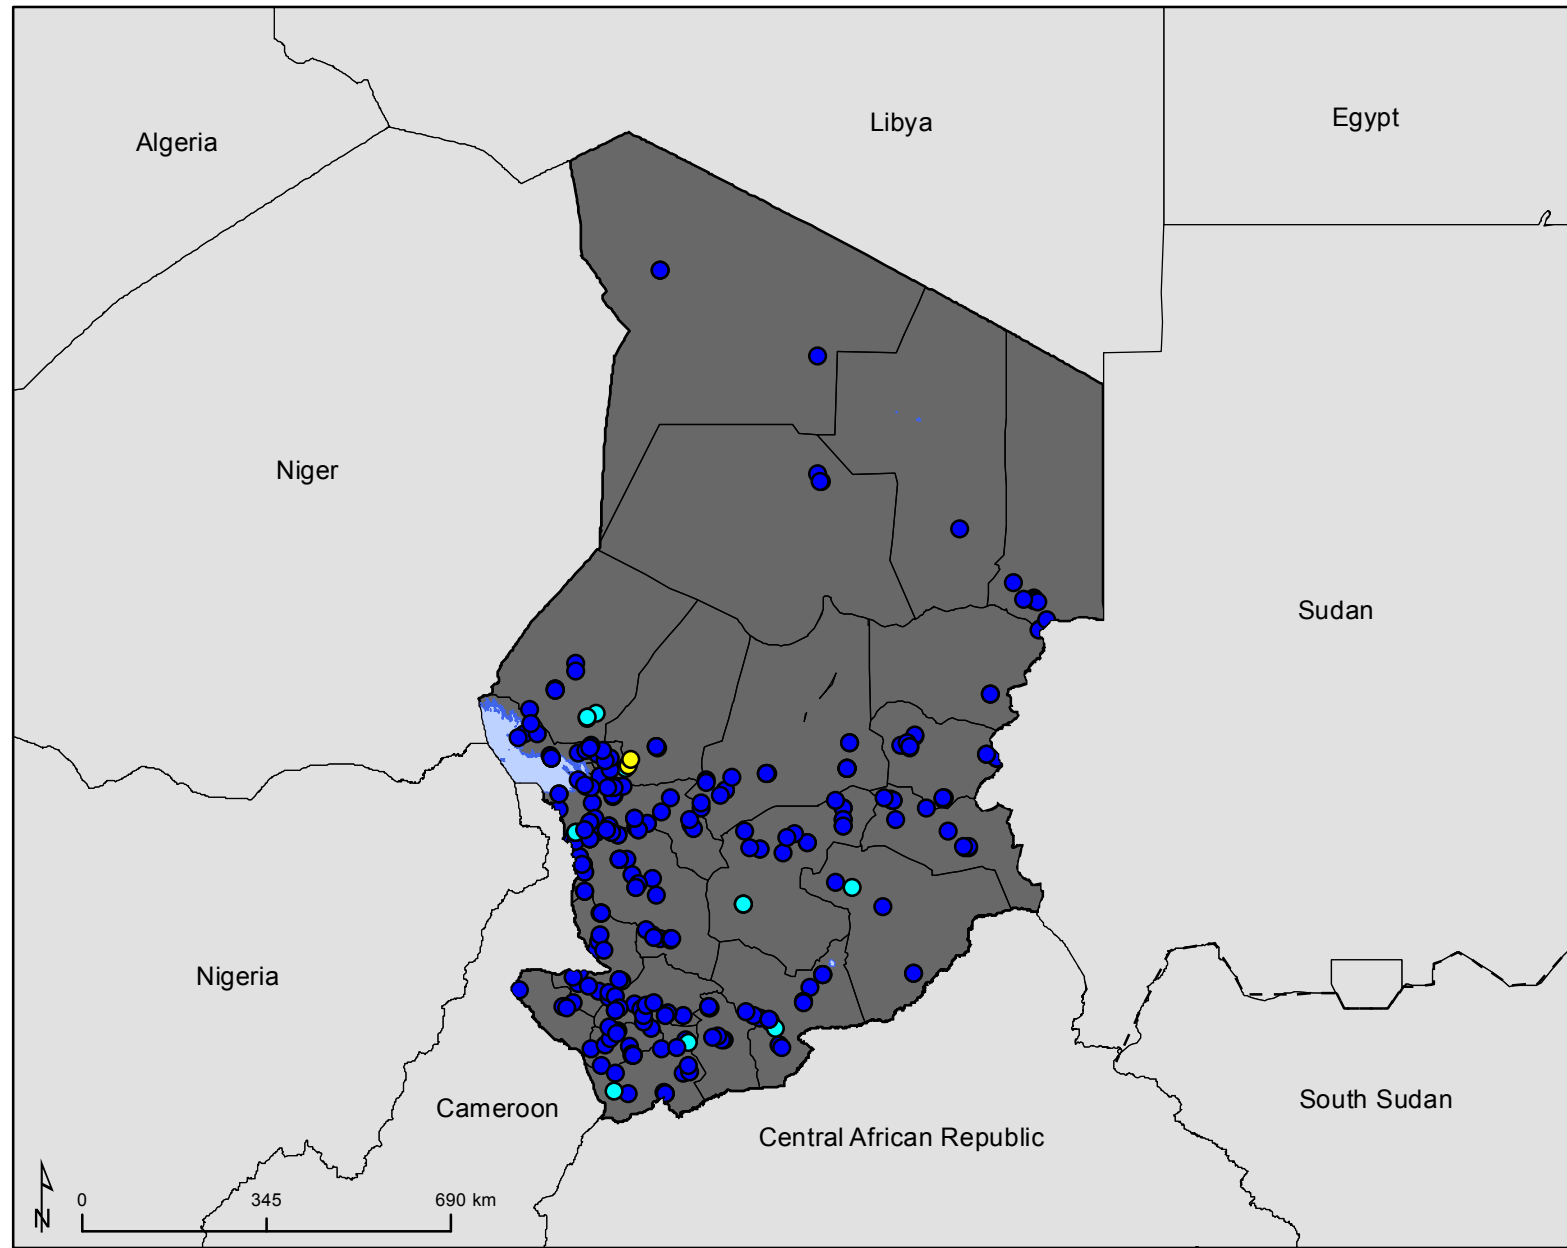 Libya
Egypt
Algeria
Niger
Sudan
Nigeria
South Sudan
Cameroon
Central African Republic
N
0 345 690 km